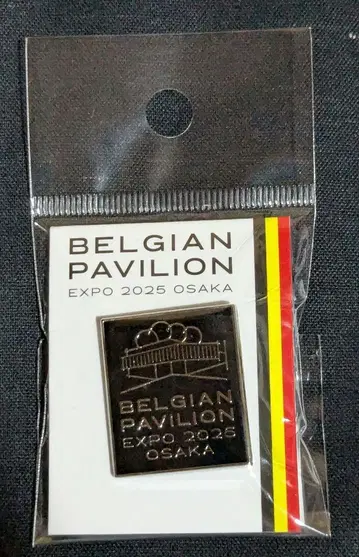 BELGIAN
PAVILION
EXPO 2025 OSAKA
BELGIAN
PAVILION
EXPO 2025
OSAKA